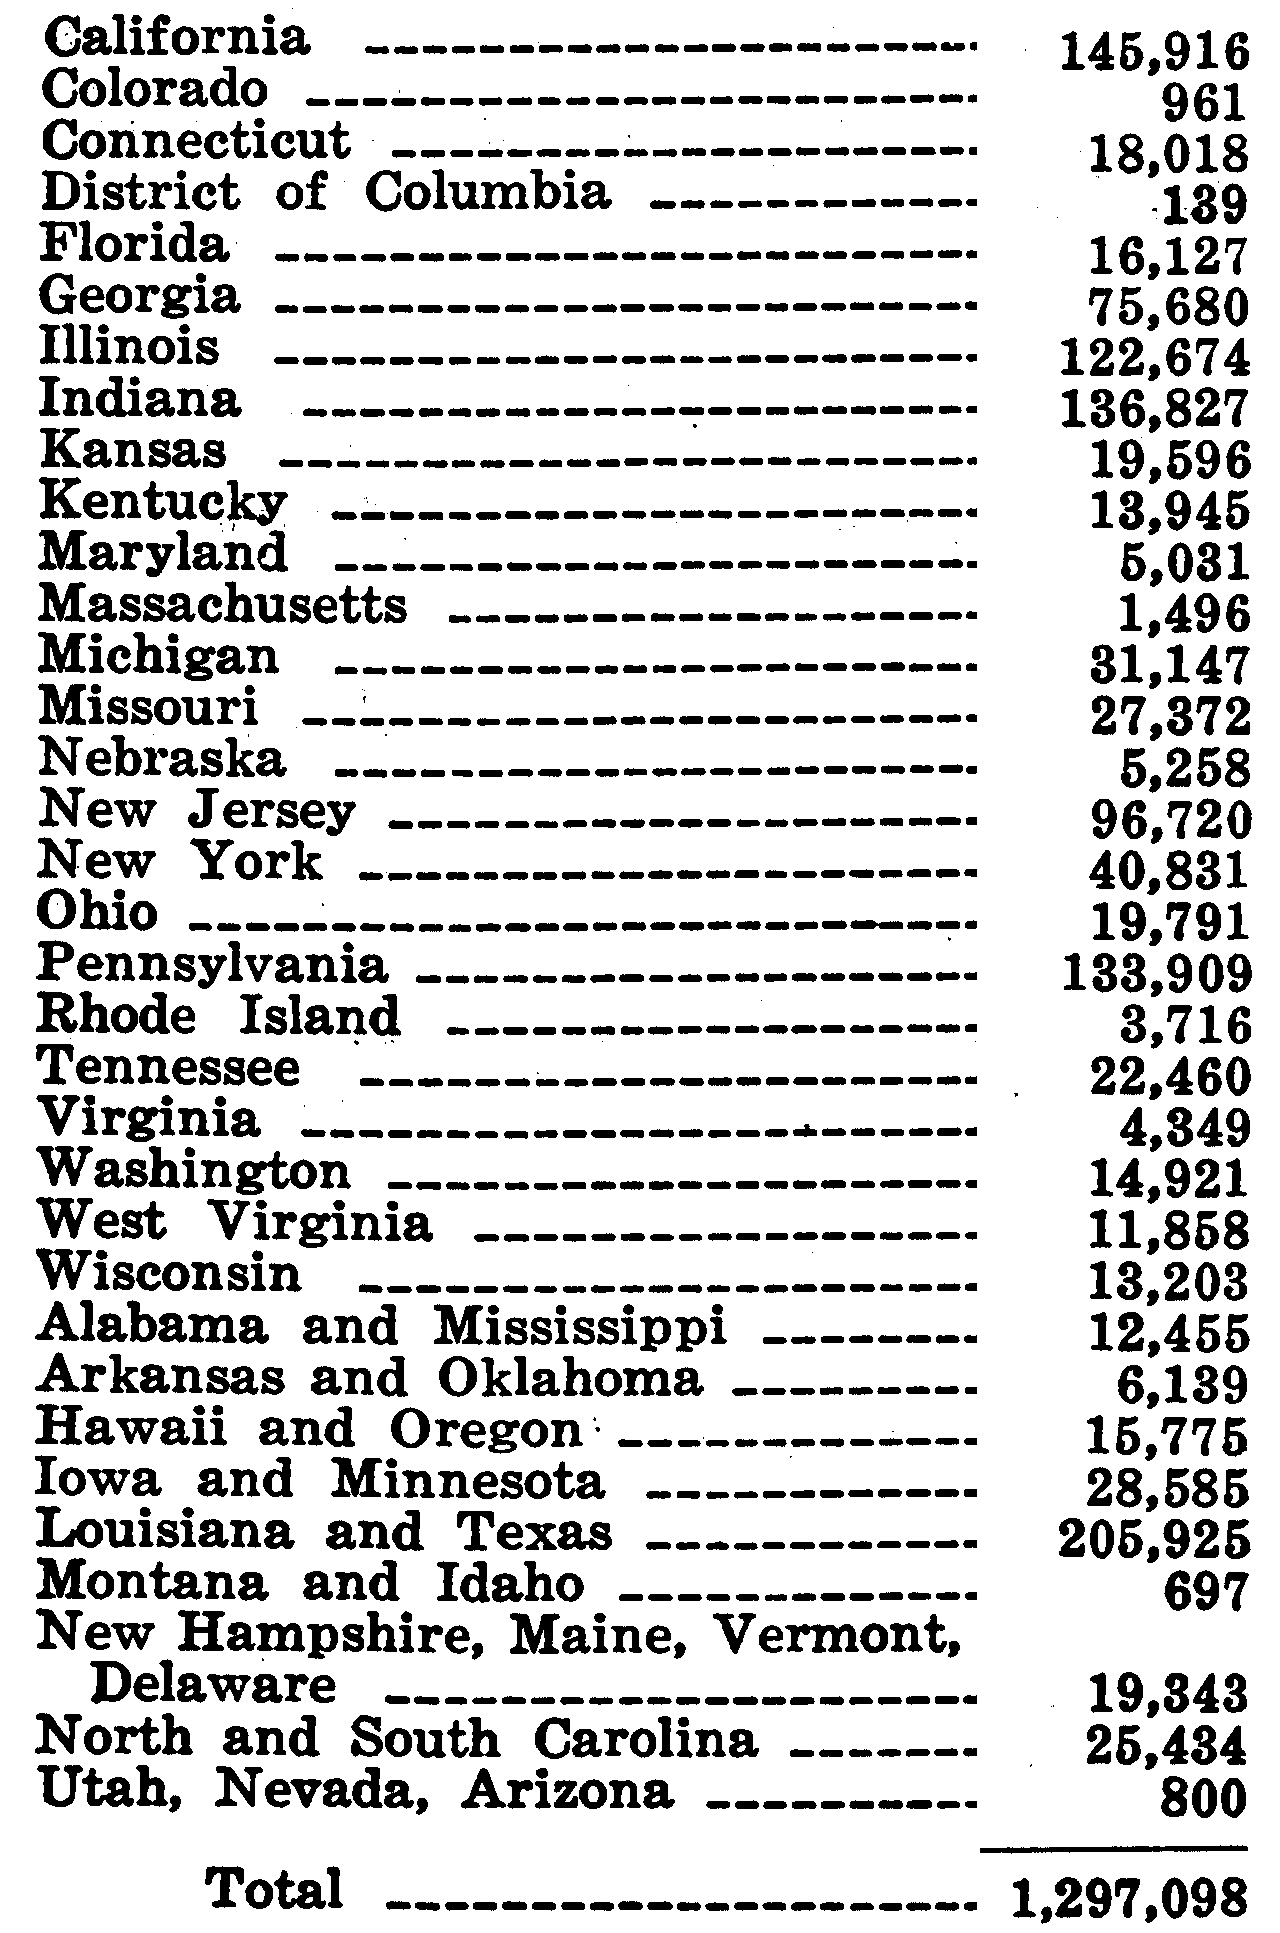 California ---------------------- 145,916
Colorado ------------------------ 961
Connecticut --------------------- 18,018
District of Columbia ------------ 139
Florida ------------------------- 16,127
Georgia ------------------------- 75,680
Illinois ------------------------- 122,674
Indiana ------------------------ 136,827
Kansas ------------------------- 19,596
Kentucky ----------------------- 13,945
Maryland ----------------------- 5,031
Massachusetts ------------------- 1,496
Michigan ----------------------- 31,147
Missouri ------------------------ 27,372
Nebraska ----------------------- 5,258
New Jersey --------------------- 96,720
New York ---------------------- 40,831
Ohio ---------------------------- 19,791
Pennsylvania -------------------- 133,909
Rhode Island ------------------- 3,716
Tennessee ---------------------- 22,460
Virginia ------------------------ 4,349
Washington --------------------- 14,921
West Virginia ------------------ 11,858
Wisconsin ---------------------- 13,203
Alabama and Mississippi -------- 12,455
Arkansas and Oklahoma --------- 6,139
Hawaii and Oregon ------------- 15,775
Iowa and Minnesota ------------ 28,585
Louisiana and Texas ------------ 205,925
Montana and Idaho ------------- 697
New Hampshire, Maine, Vermont,
Delaware --------------------- 19,343
North and South Carolina ------- 25,434
Utah, Nevada, Arizona ---------- 800
Total --------------------- 1,297,098